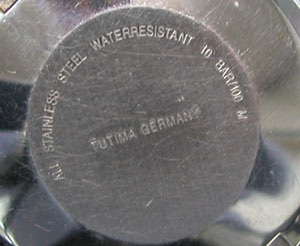 ALL STAINLESS STEEL WATERRESISTANT 10 BAR/100 M
TUTIMA GERMANY